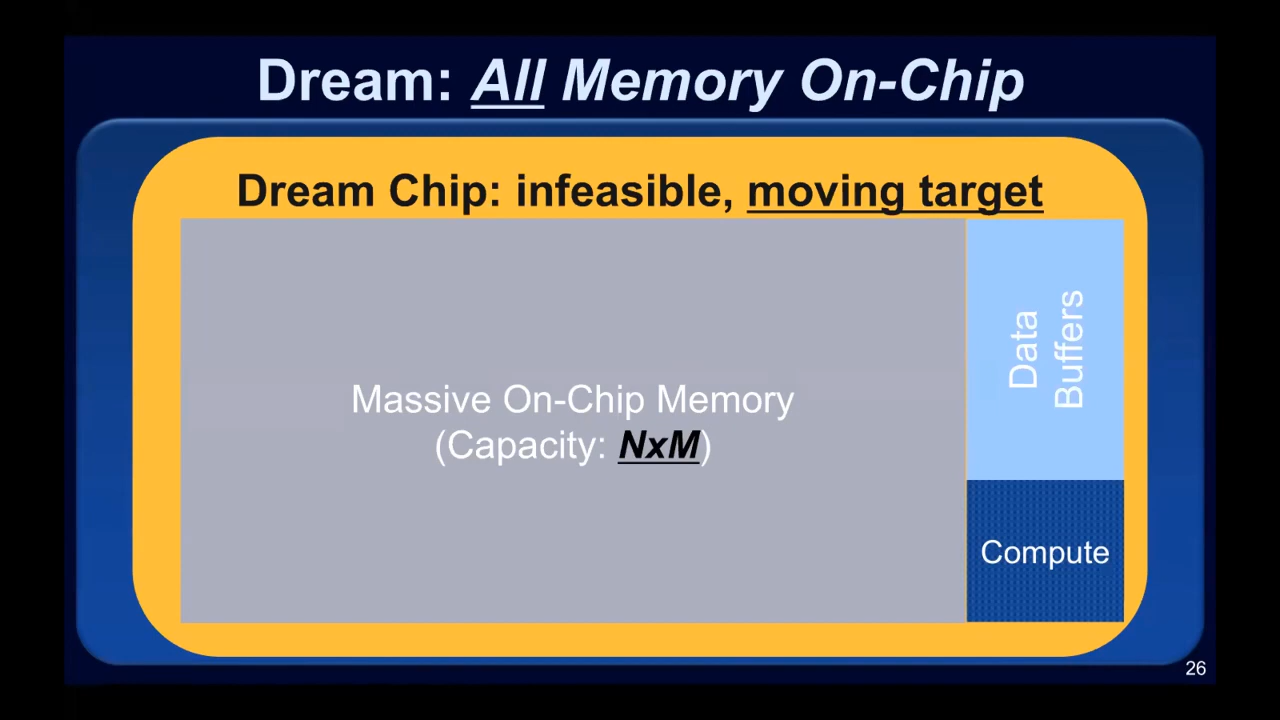 Dream: All Memory On-Chip
Dream Chip: infeasible, moving target
Massive On-Chip Memory
(Capacity: NxM)
Data
Buffers
Compute
26